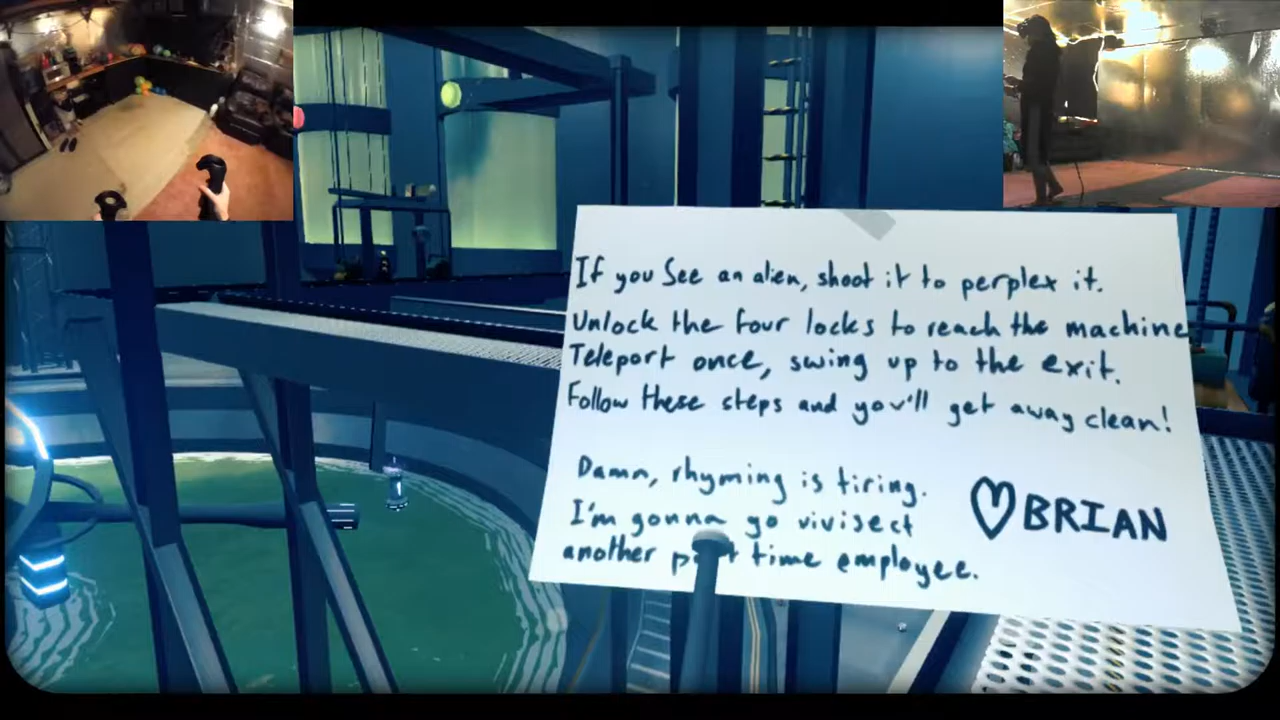 If you See an alien, shoot it to perplex it.
Unlock the four locks to reach the machine
Teleport once, swing up to the exit.
Follow these steps and you'll get away clean!
Damn, rhyming is tiring.
I'm gonna go vivisect
another part time employee.
♡BRIAN